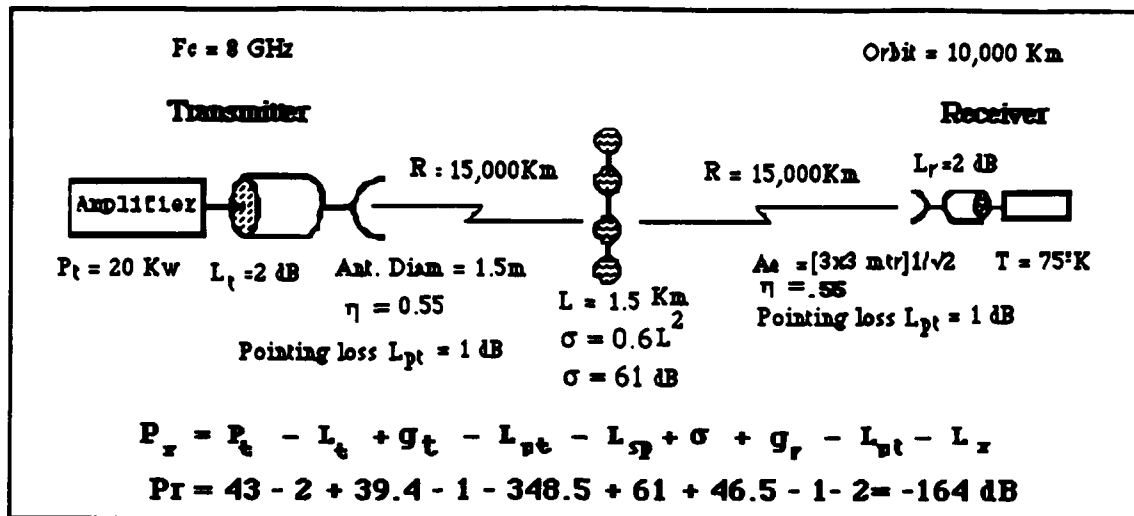 Fc = 8 GHz
Orbit = 10,000 Km
Transmitter
Receiver
R : 15,000Km
R = 15,000Km
Lr=2 dB
Amplifier
Pt = 20 Kw
Lt=2 dB
Ant. Diam = 1.5m
η = 0.55
Pointing loss Lpt = 1 dB
L = 1.5 Km
σ = 0.6L²
σ = 61 dB
Ae =[3x3 mtr]1/√2
η =.55
Pointing loss Lpt = 1 dB
T = 75°K
Pr = Pt - Lt + gt - Lpt - Lsp + σ + gr - Lpt - Lr
Pr = 43 - 2 + 39.4 - 1 - 348.5 + 61 + 46.5 - 1- 2= -164 dB